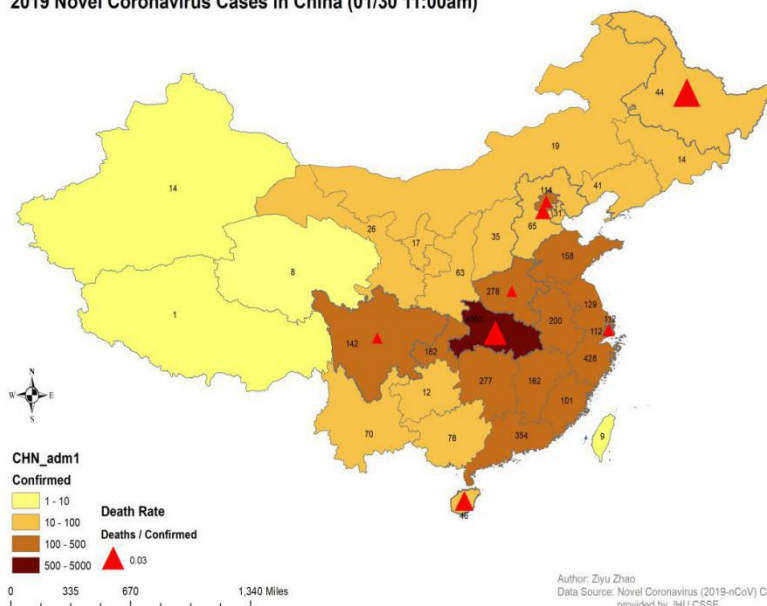 2019 Novel Coronavirus Cases in China (01/30 11:00am)
44
19
14
14
114
41
26
31
17
35
65
8
63
158
278
129
1
200
112
112
142
182
428
277
162
12
101
N
W E
S
70
78
354
9
CHN_adm1
Confirmed
1 - 10
Death Rate
10 - 100
Deaths / Confirmed
100 - 500
0.03
46
500 - 5000
0 335 670 1,340 Miles
Author: Ziyu Zhao
Data Source: Novel Coronavirus (2019-nCoV) C
provided by JHU CSSE